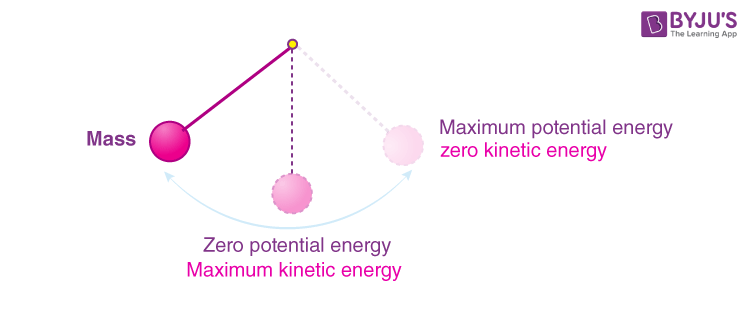 BYJU'S
The Learning App
Mass
Maximum potential energy
zero kinetic energy
Zero potential energy
Maximum kinetic energy